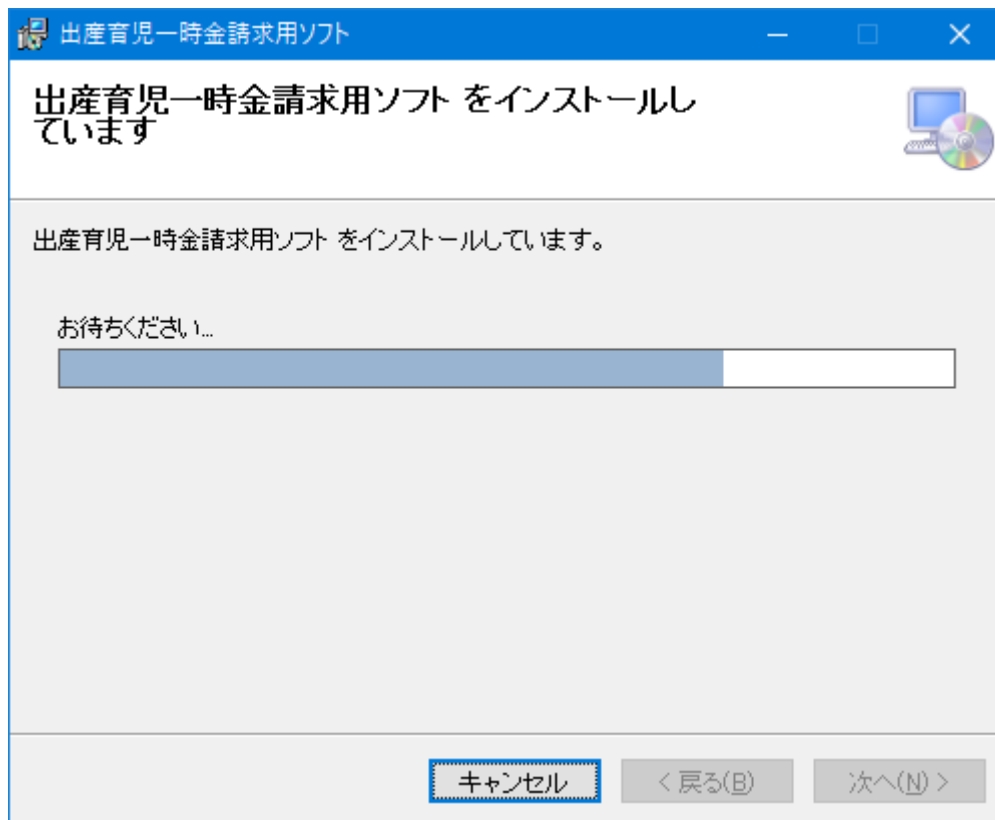 出産育児一時金請求用ソフト
出産育児一時金請求用ソフト をインストールし
ています
出産育児一時金請求用ソフト をインストールしています。
お待ちください...
キャンセル
< 戻る(B)
次へ(N) >